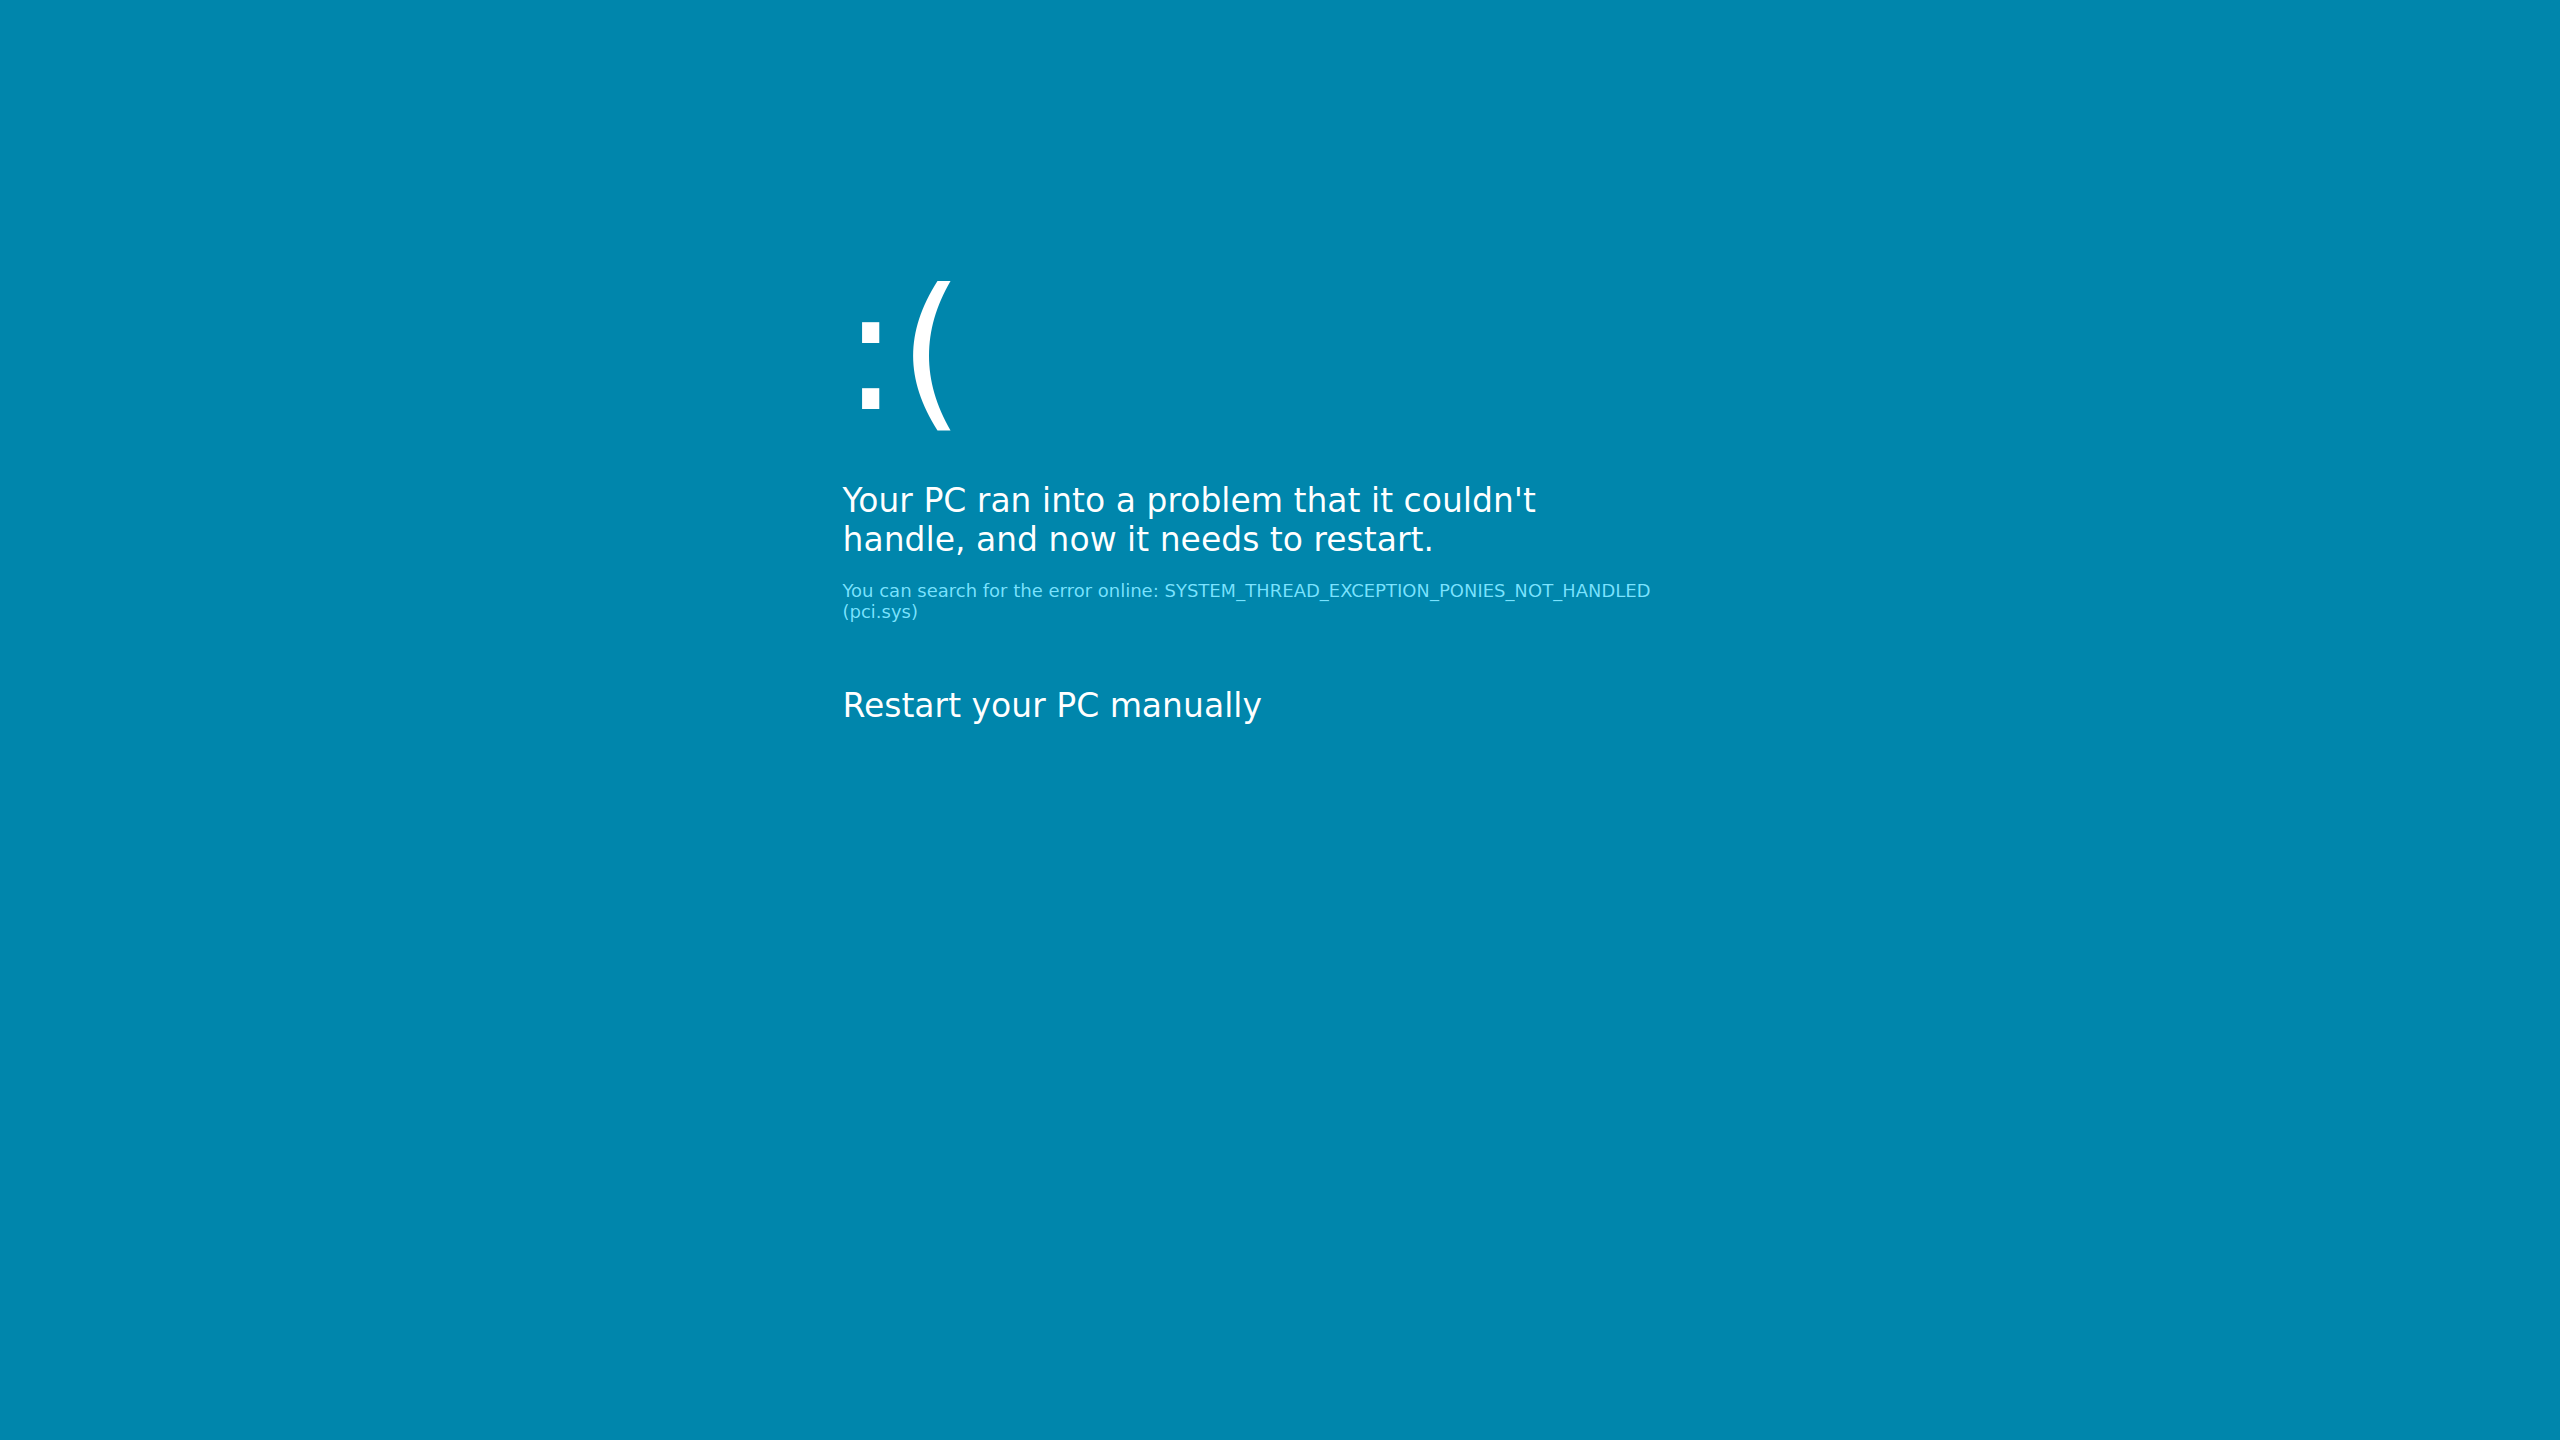 :(
Your PC ran into a problem that it couldn't
handle, and now it needs to restart.
You can search for the error online: SYSTEM_THREAD_EXCEPTION_PONIES_NOT_HANDLED
(pci.sys)
Restart your PC manually